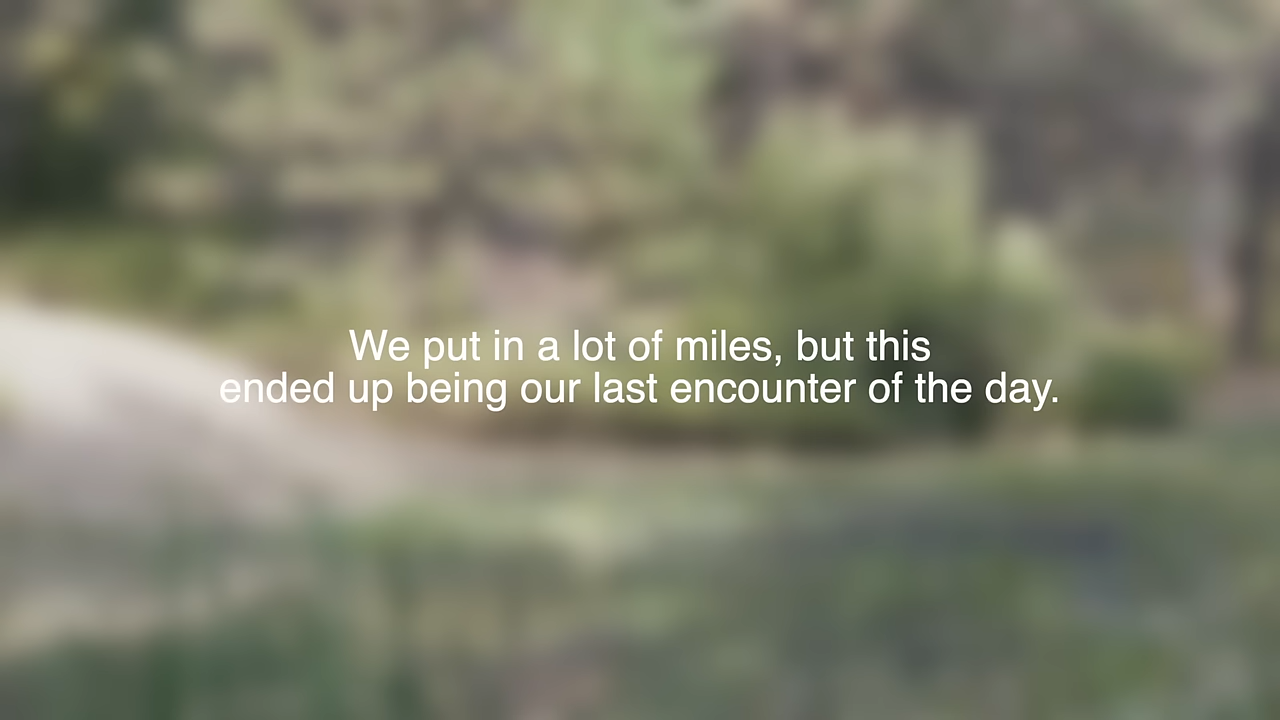 We put in a lot of miles, but this
ended up being our last encounter of the day.